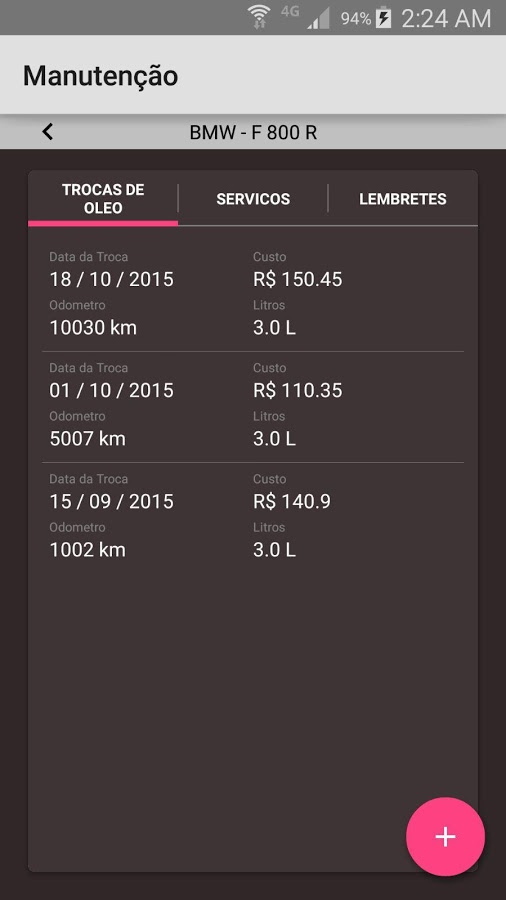 4G 94% 2:24 AM
Manutenção
BMW - F 800 R
TROCAS DE
OLEO
SERVICOS
LEMBRETES
Data da Troca Custo
18 / 10 / 2015 R$ 150.45
Odometro Litros
10030 km 3.0 L
Data da Troca Custo
01 / 10 / 2015 R$ 110.35
Odometro Litros
5007 km 3.0 L
Data da Troca Custo
15 / 09 / 2015 R$ 140.9
Odometro Litros
1002 km 3.0 L
+